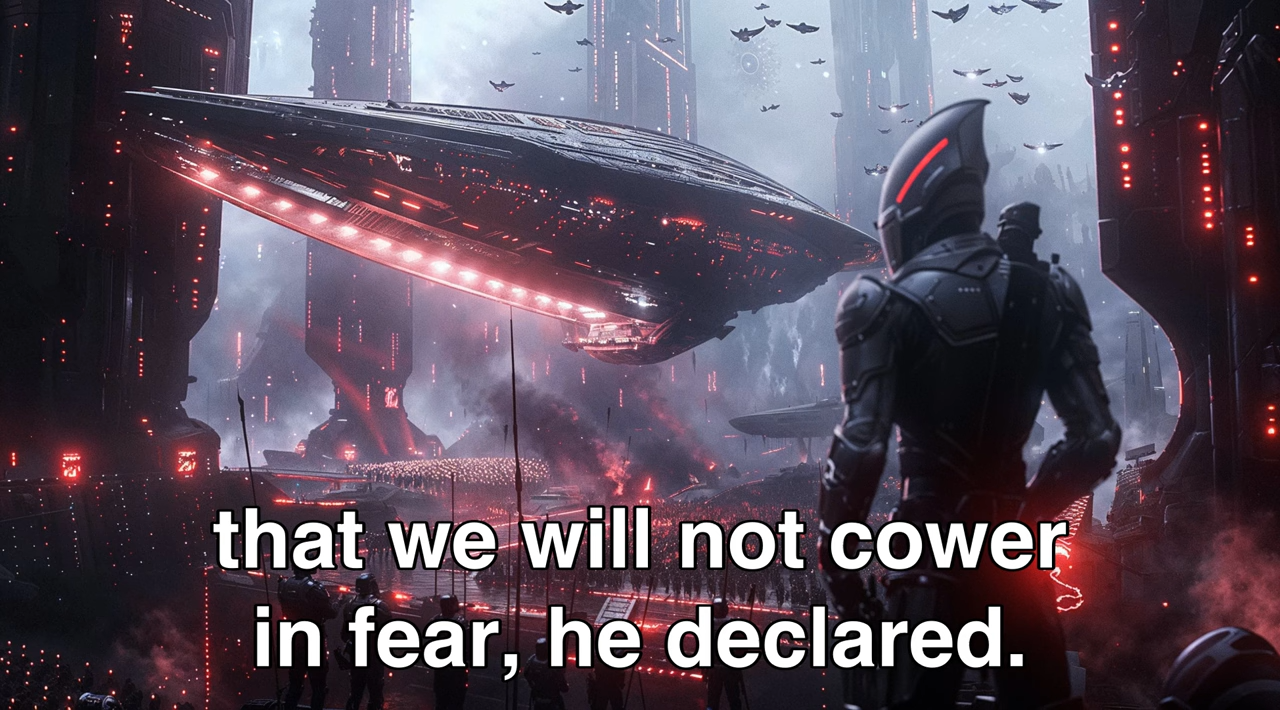 that we will not cower
in fear, he declared.